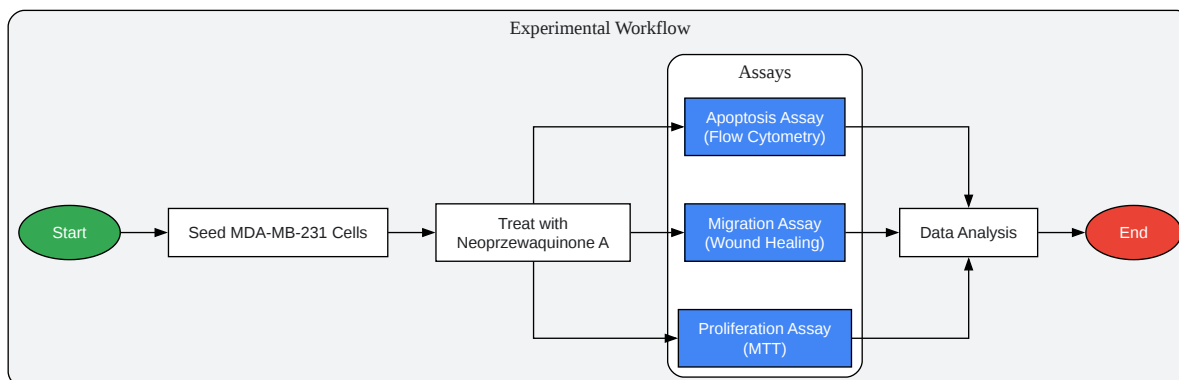 Experimental Workflow
Assays
Apoptosis Assay
(Flow Cytometry)
Start
Seed MDA-MB-231 Cells
Treat with
Neoprzewaquinone A
Migration Assay
(Wound Healing)
Data Analysis
End
Proliferation Assay
(MTT)